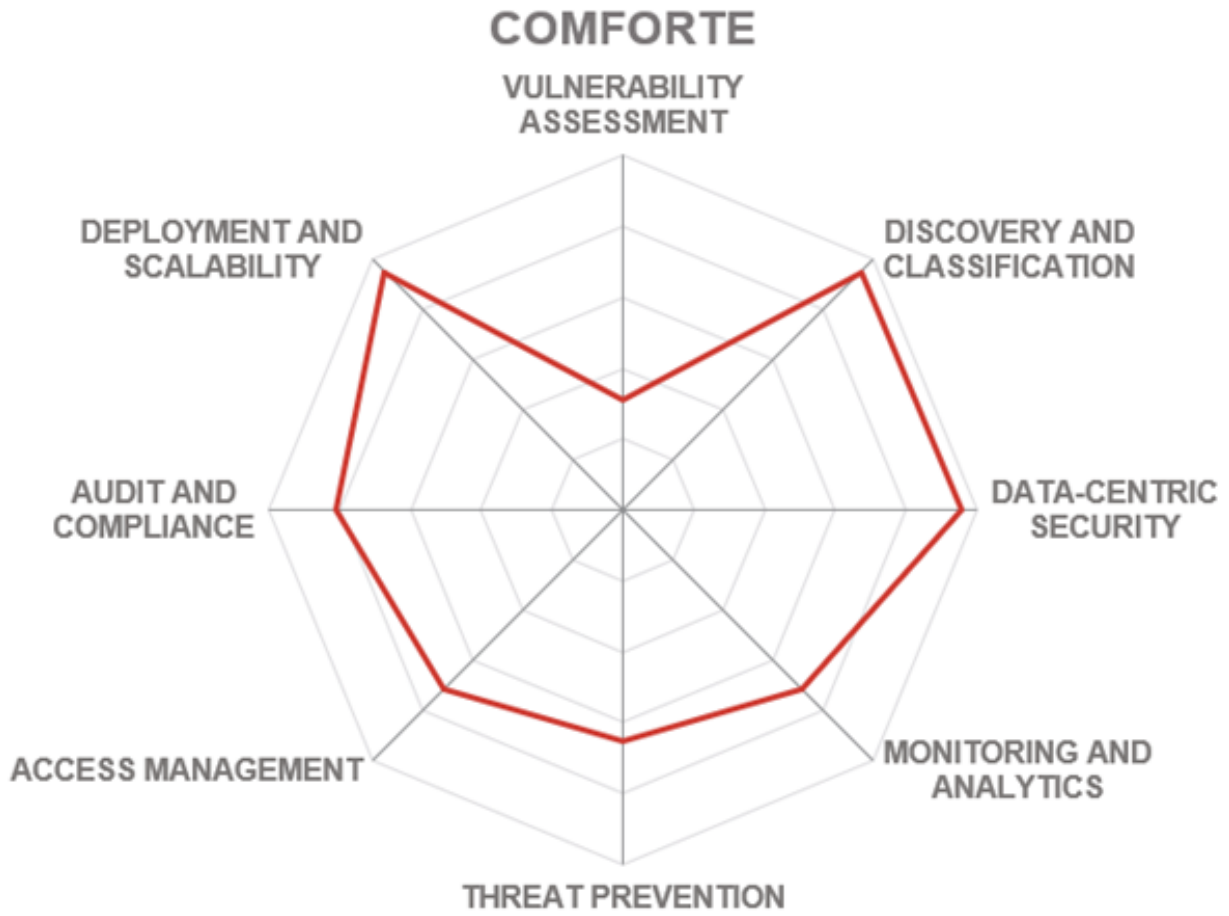 COMFORTE
VULNERABILITY
ASSESSMENT
DISCOVERY AND
CLASSIFICATION
DATA-CENTRIC
SECURITY
MONITORING AND
ANALYTICS
THREAT PREVENTION
ACCESS MANAGEMENT
AUDIT AND
COMPLIANCE
DEPLOYMENT AND
SCALABILITY